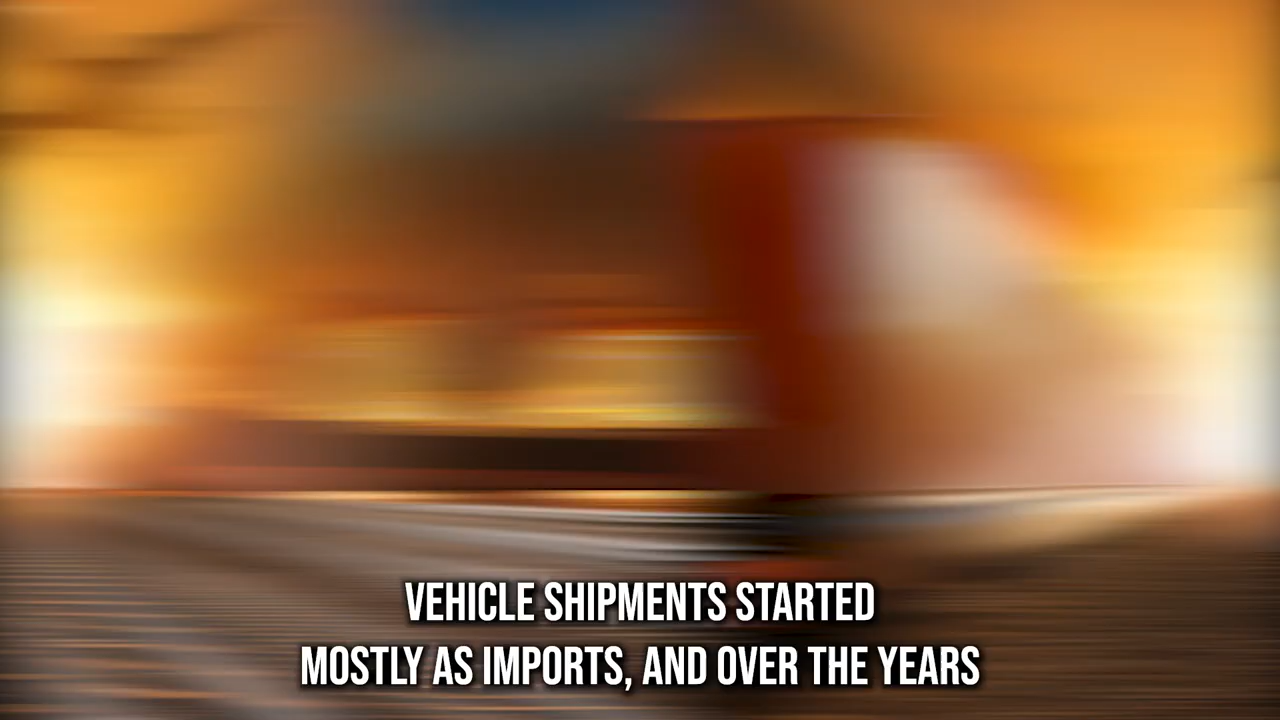 VEHICLE SHIPMENTS STARTED
MOSTLY AS IMPORTS, AND OVER THE YEARS